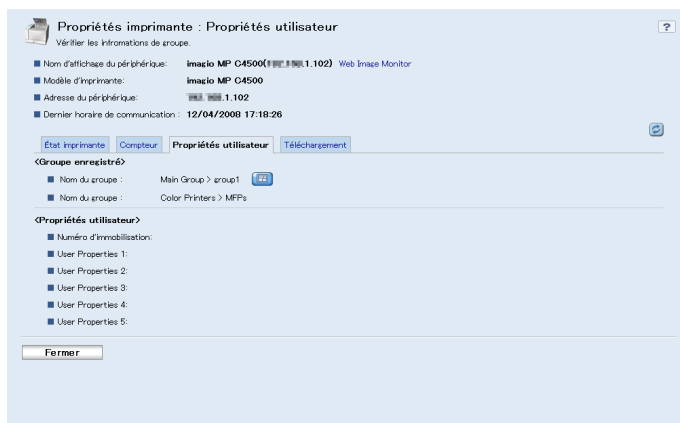 Propriétés imprimante : Propriétés utilisateur
?
Vérifier les infromations de groupe.
Nom d'affichage du périphérique: imagio MP C4500( .1.102) Web Image Monitor
Modèle d'imprimante: imagio MP C4500
Adresse du périphérique: .1.102
Dernier horaire de communication : 12/04/2008 17:18:26
État imprimante Compteur Propriétés utilisateur Téléchargement
<Groupe enregistré>
Nom du groupe : Main Group > group1
Nom du groupe : Color Printers > MFPs
<Propriétés utilisateur>
Numéro d'immobilisation:
User Properties 1:
User Properties 2:
User Properties 3:
User Properties 4:
User Properties 5:
Fermer